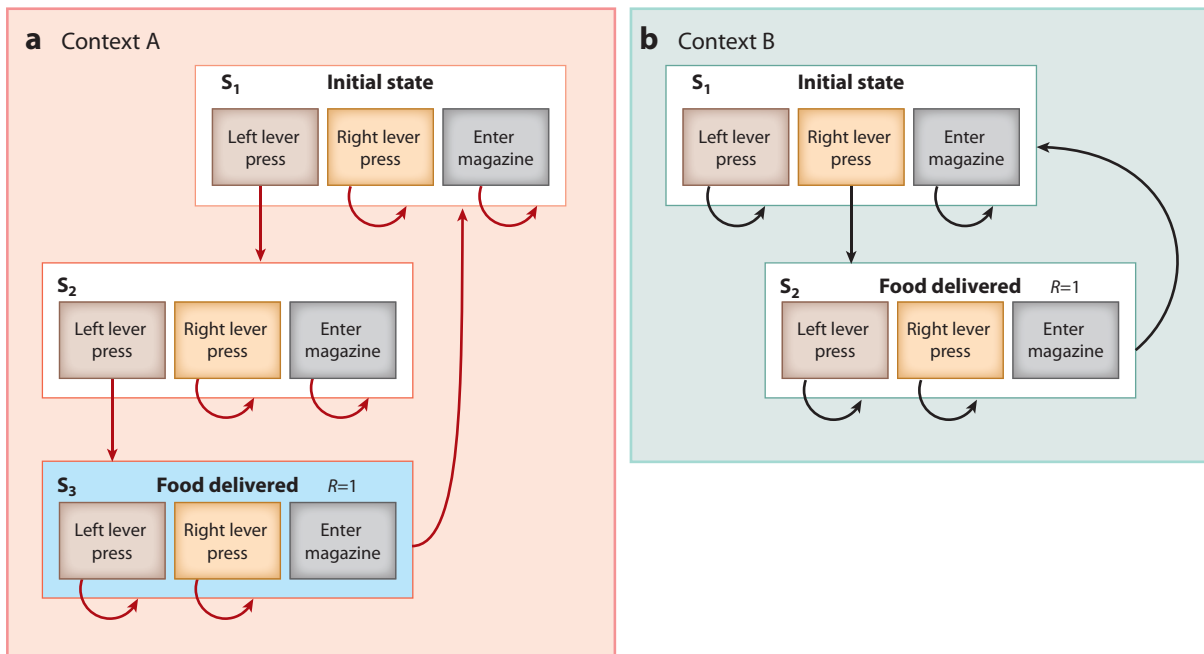 a Context A
S1 Initial state
Left lever
press
Right lever
press
Enter
magazine
S2
Left lever
press
Right lever
press
Enter
magazine
S3 Food delivered R=1
Left lever
press
Right lever
press
Enter
magazine
b Context B
S1 Initial state
Left lever
press
Right lever
press
Enter
magazine
S2 Food delivered R=1
Left lever
press
Right lever
press
Enter
magazine